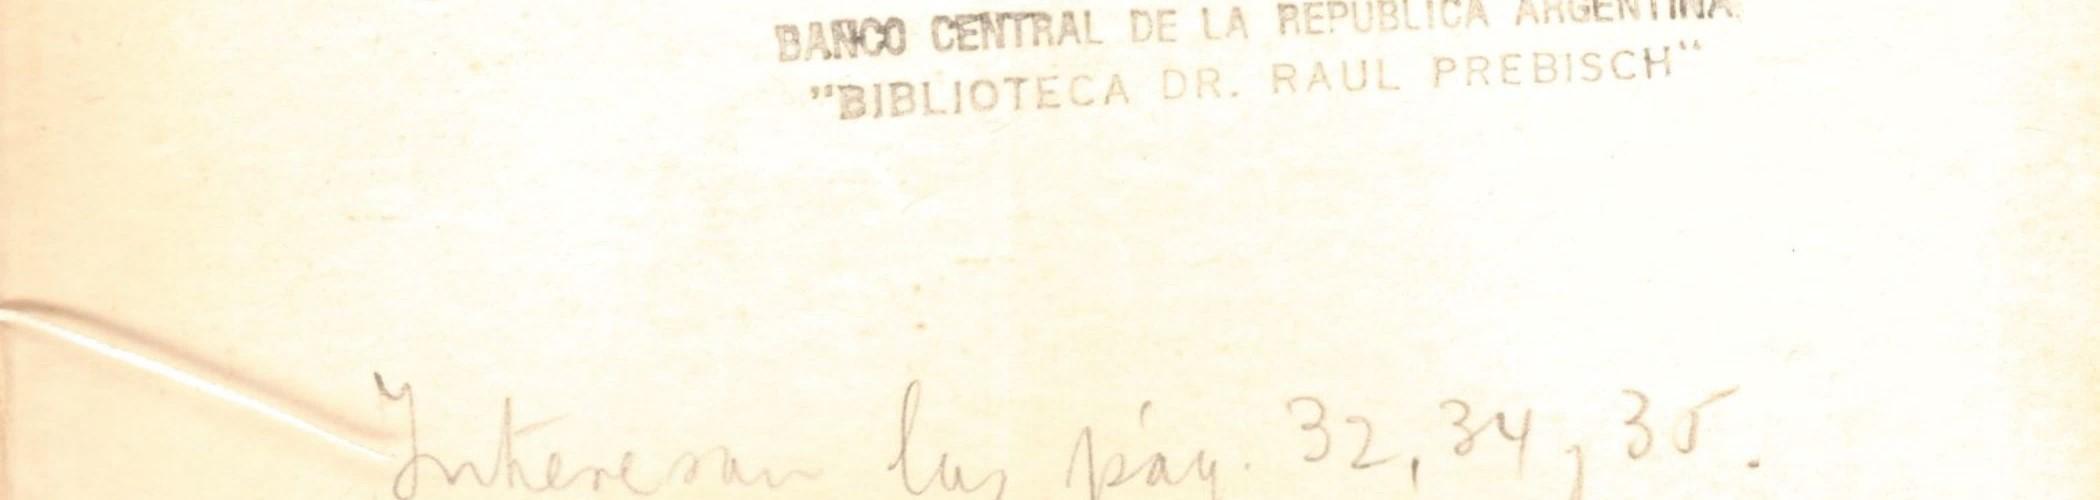 BANCO CENTRAL DE LA REPUBLICA ARGENTINA
"BIBLIOTECA DR. RAUL PREBISCH"
Interesan las pág. 32, 34, 35.